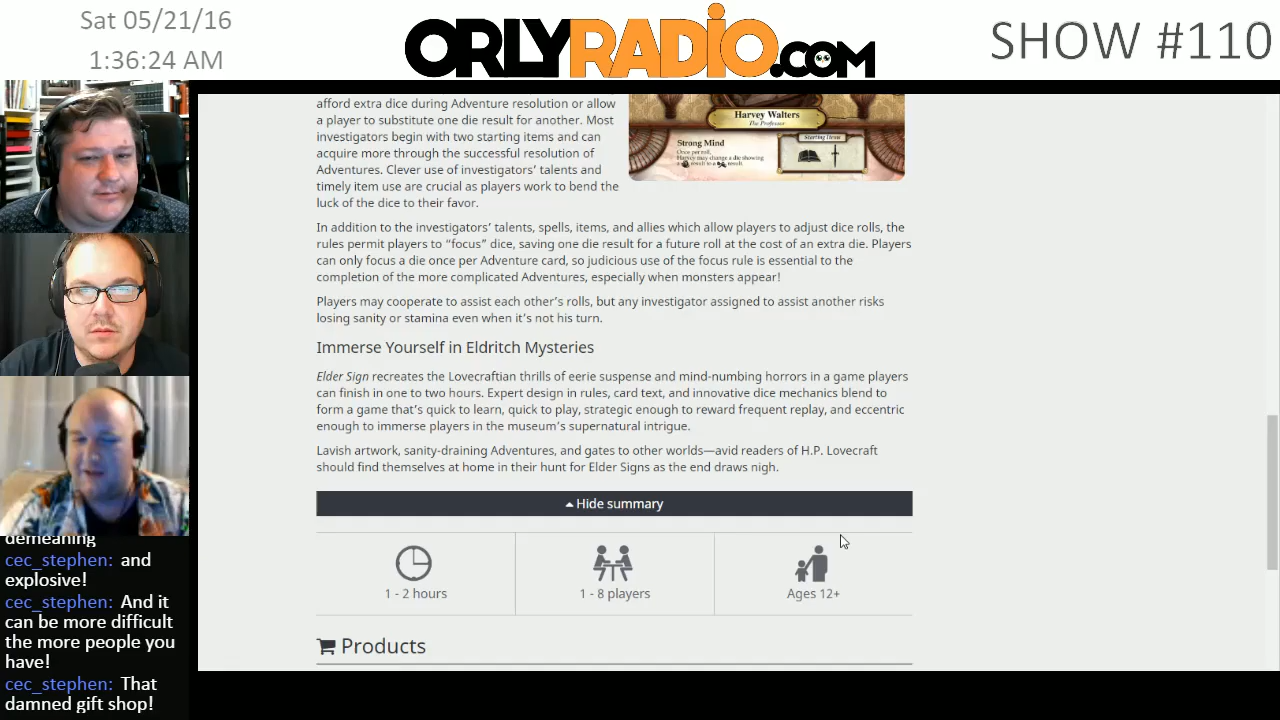 Sat 05/21/16
1:36:24 AM
ORLYRADIO.COM
SHOW #110
afford extra dice during Adventure resolution or allow
a player to substitute one die result for another. Most
investigators begin with two starting items and can
acquire more through the successful resolution of
Adventures. Clever use of investigators' talents and
timely item use are crucial as players work to bend the
luck of the dice to their favor.
Harvey Walters
The Professor
Strong Mind
Once per roll,
Harvey may change a die showing
result to a
result.
Starting Items
In addition to the investigators' talents, spells, items, and allies which allow players to adjust dice rolls, the
rules permit players to “focus” dice, saving one die result for a future roll at the cost of an extra die. Players
can only focus a die once per Adventure card, so judicious use of the focus rule is essential to the
completion of the more complicated Adventures, especially when monsters appear!
Players may cooperate to assist each other's rolls, but any investigator assigned to assist another risks
losing sanity or stamina even when it's not his turn.
Immerse Yourself in Eldritch Mysteries
Elder Sign recreates the Lovecraftian thrills of eerie suspense and mind-numbing horrors in a game players
can finish in one to two hours. Expert design in rules, card text, and innovative dice mechanics blend to
form a game that's quick to learn, quick to play, strategic enough to reward frequent replay, and eccentric
enough to immerse players in the museum's supernatural intrigue.
Lavish artwork, sanity-draining Adventures, and gates to other worlds—avid readers of H.P. Lovecraft
should find themselves at home in their hunt for Elder Signs as the end draws nigh.
Hide summary
1 - 2 hours
1 - 8 players
Ages 12+
Products
demeaning
cec_stephen: and
explosive!
cec_stephen: And it
can be more difficult
the more people you
have!
cec_stephen: That
damned gift shop!